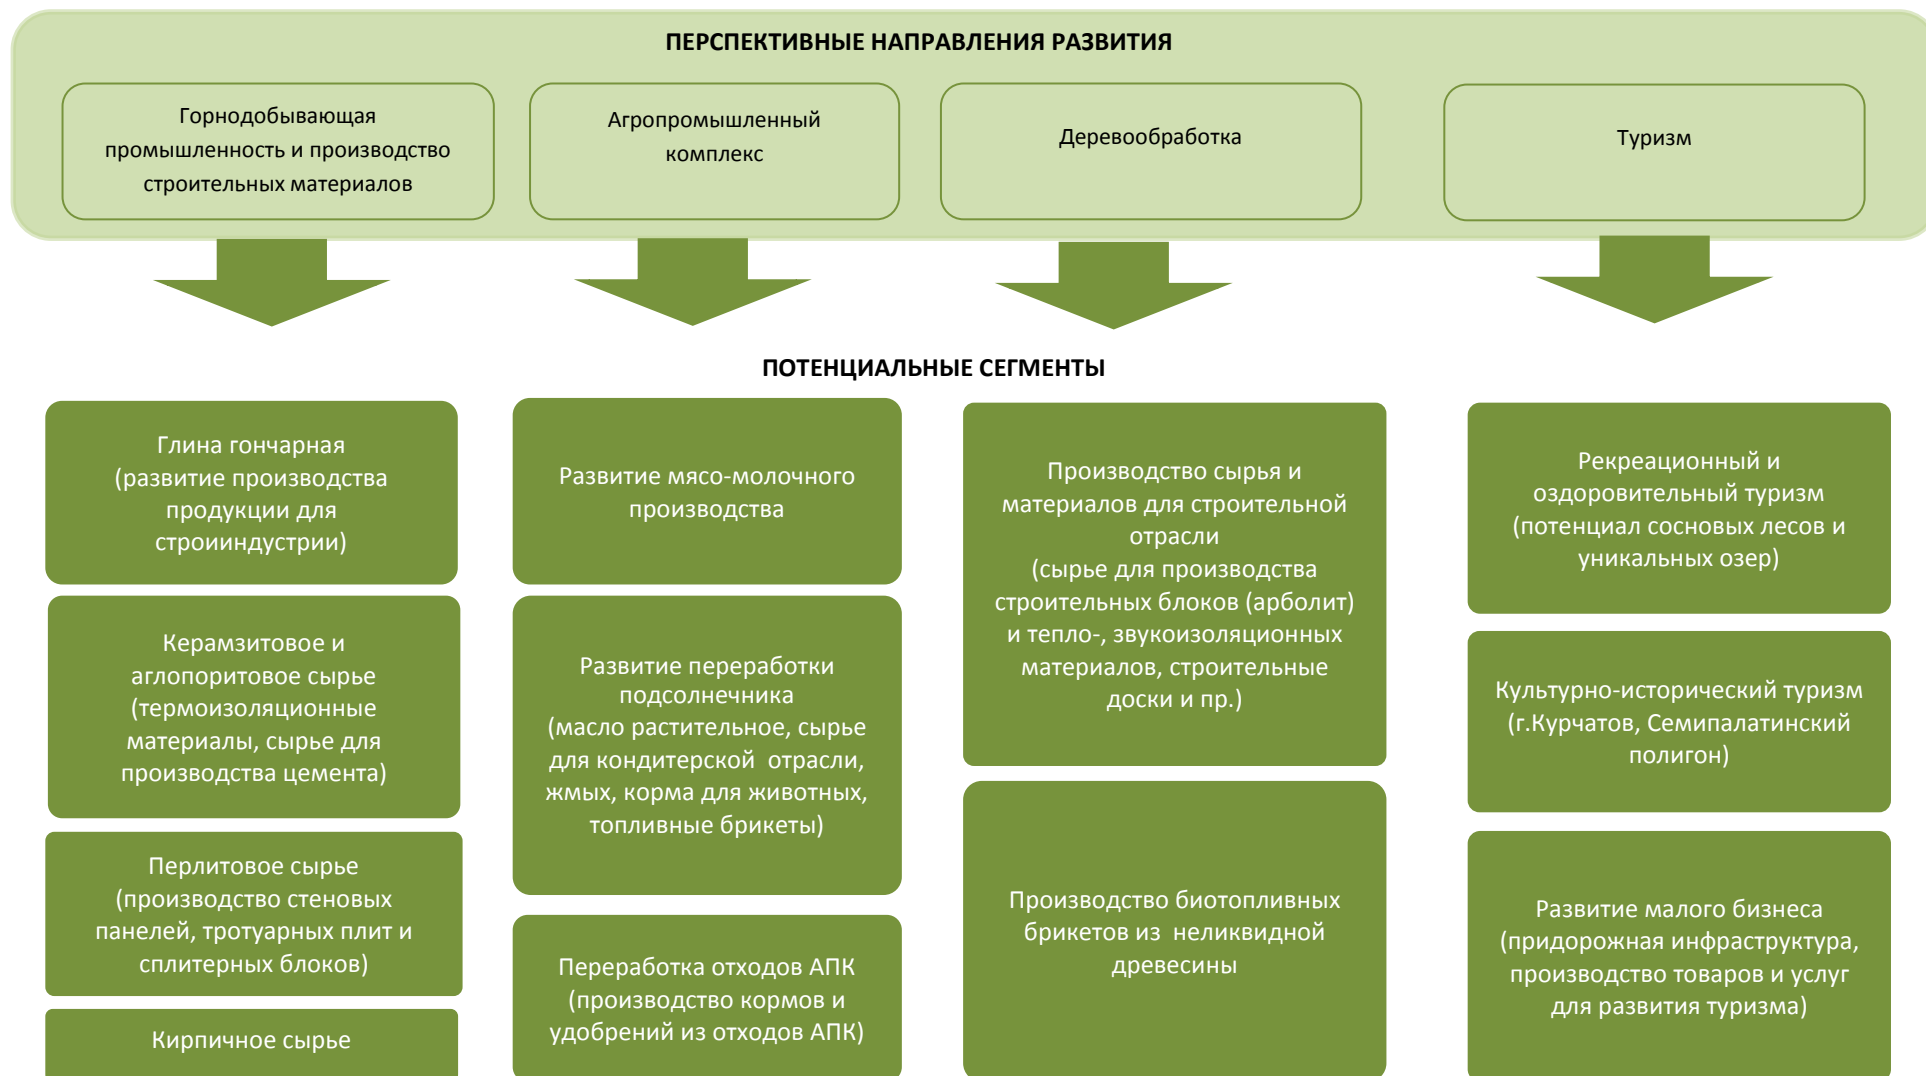 ПЕРСПЕКТИВНЫЕ НАПРАВЛЕНИЯ РАЗВИТИЯ
Горнодобывающая
промышленность и производство
строительных материалов
Агропромышленный
комплекс
Деревообработка
Туризм
ПОТЕНЦИАЛЬНЫЕ СЕГМЕНТЫ
Глина гончарная
(развитие производства
продукции для
строииндустрии)
Керамзитовое и
аглопоритовое сырье
(термоизоляционные
материалы, сырье для
производства цемента)
Перлитовое сырье
(производство стеновых
панелей, тротуарных плит и
сплитерных блоков)
Кирпичное сырье
Развитие мясо-молочного
производства
Развитие переработки
подсолнечника
(масло растительное, сырье
для кондитерской отрасли,
жмых, корма для животных,
топливные брикеты)
Переработка отходов АПК
(производство кормов и
удобрений из отходов АПК)
Производство сырья и
материалов для строительной
отрасли
(сырье для производства
строительных блоков (арболит)
и тепло-, звукоизоляционных
материалов, строительные
доски и пр.)
Производство биотопливных
брикетов из неликвидной
древесины
Рекреационный и
оздоровительный туризм
(потенциал сосновых лесов и
уникальных озер)
Культурно-исторический туризм
(г.Курчатов, Семипалатинский
полигон)
Развитие малого бизнеса
(придорожная инфраструктура,
производство товаров и услуг
для развития туризма)